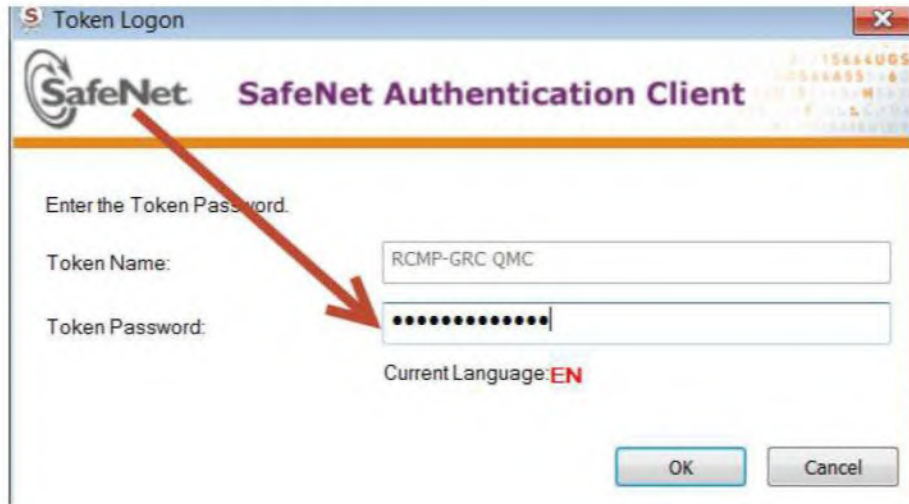 S Token Logon
SafeNet. SafeNet Authentication Client
Enter the Token Password.
Token Name: RCMP-GRC QMC
Token Password: •••••••••••••
Current Language:EN
OK Cancel